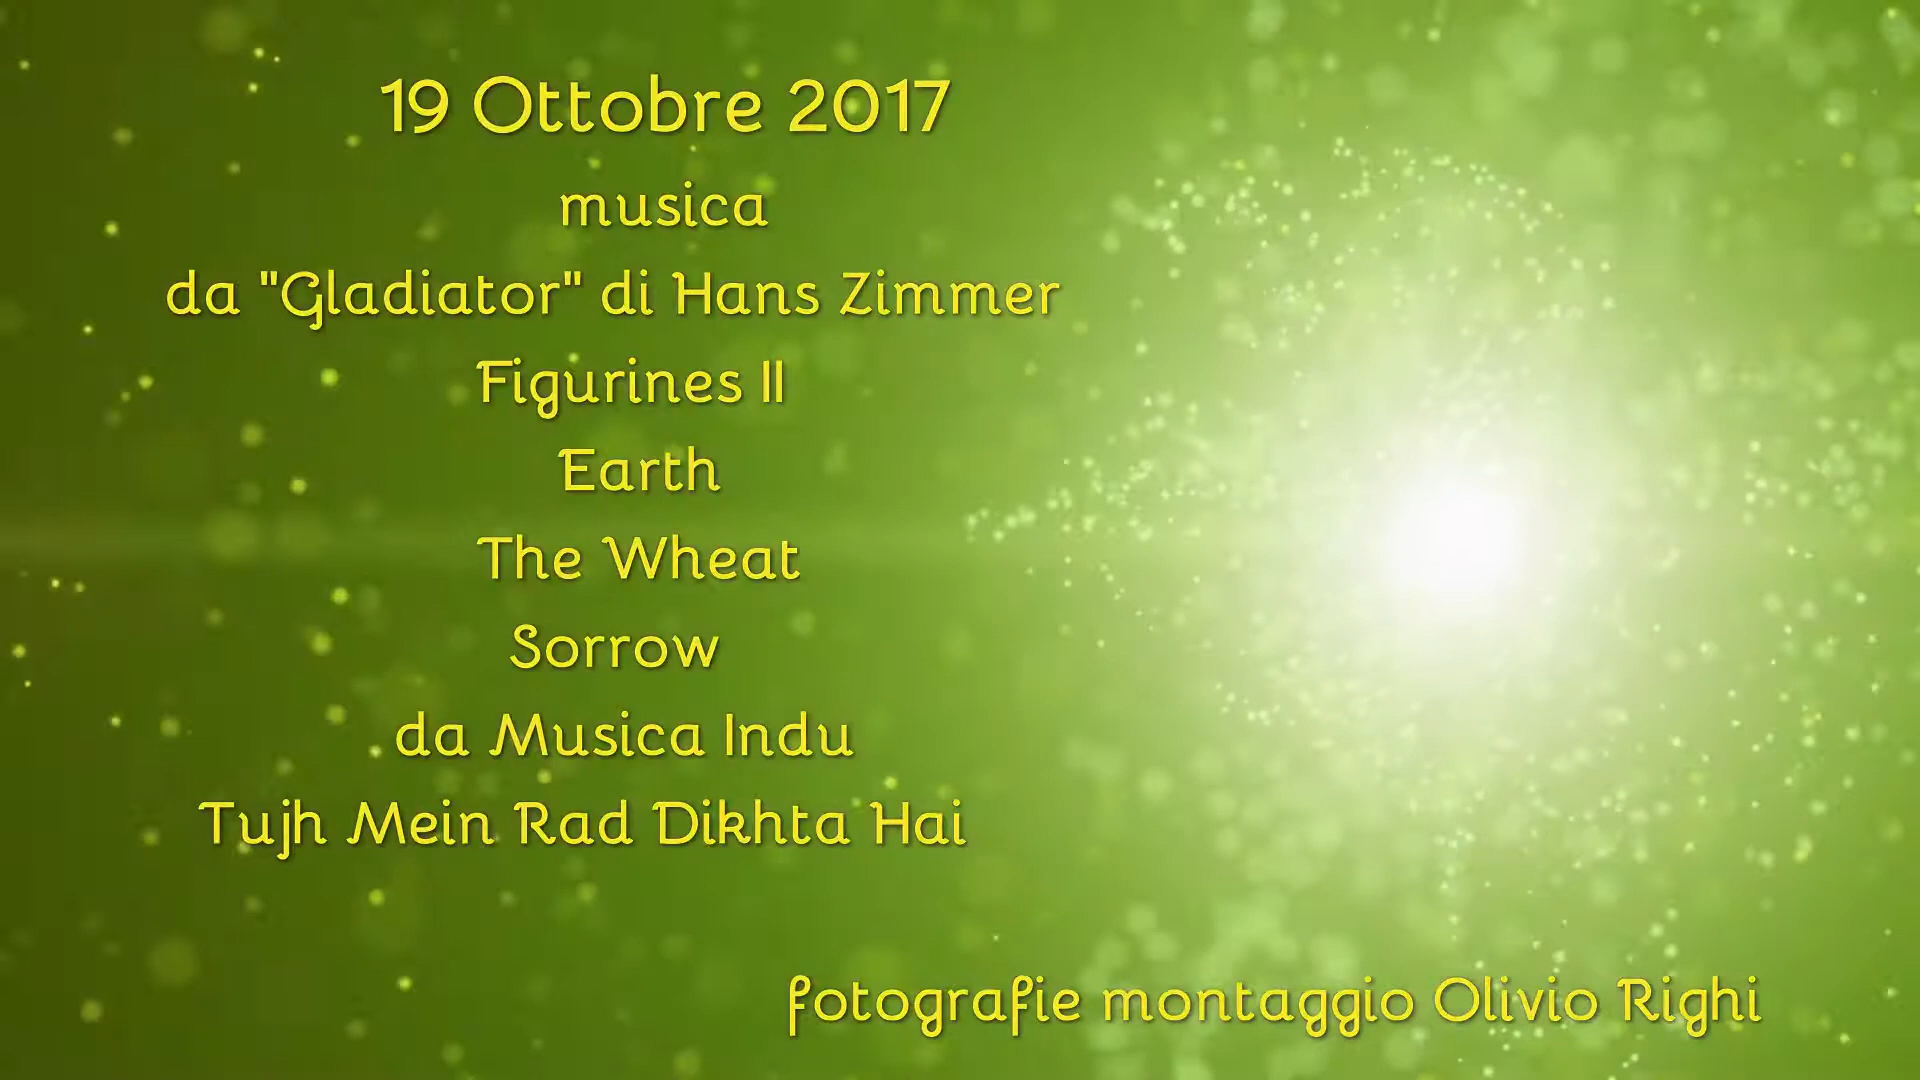 19 Ottobre 2017
musica
da "Gladiator" di Hans Zimmer
Figurines II
Earth
The Wheat
Sorrow
da Musica Indu
Tujh Mein Rad Dikhta Hai
fotografie montaggio Olivio Righi